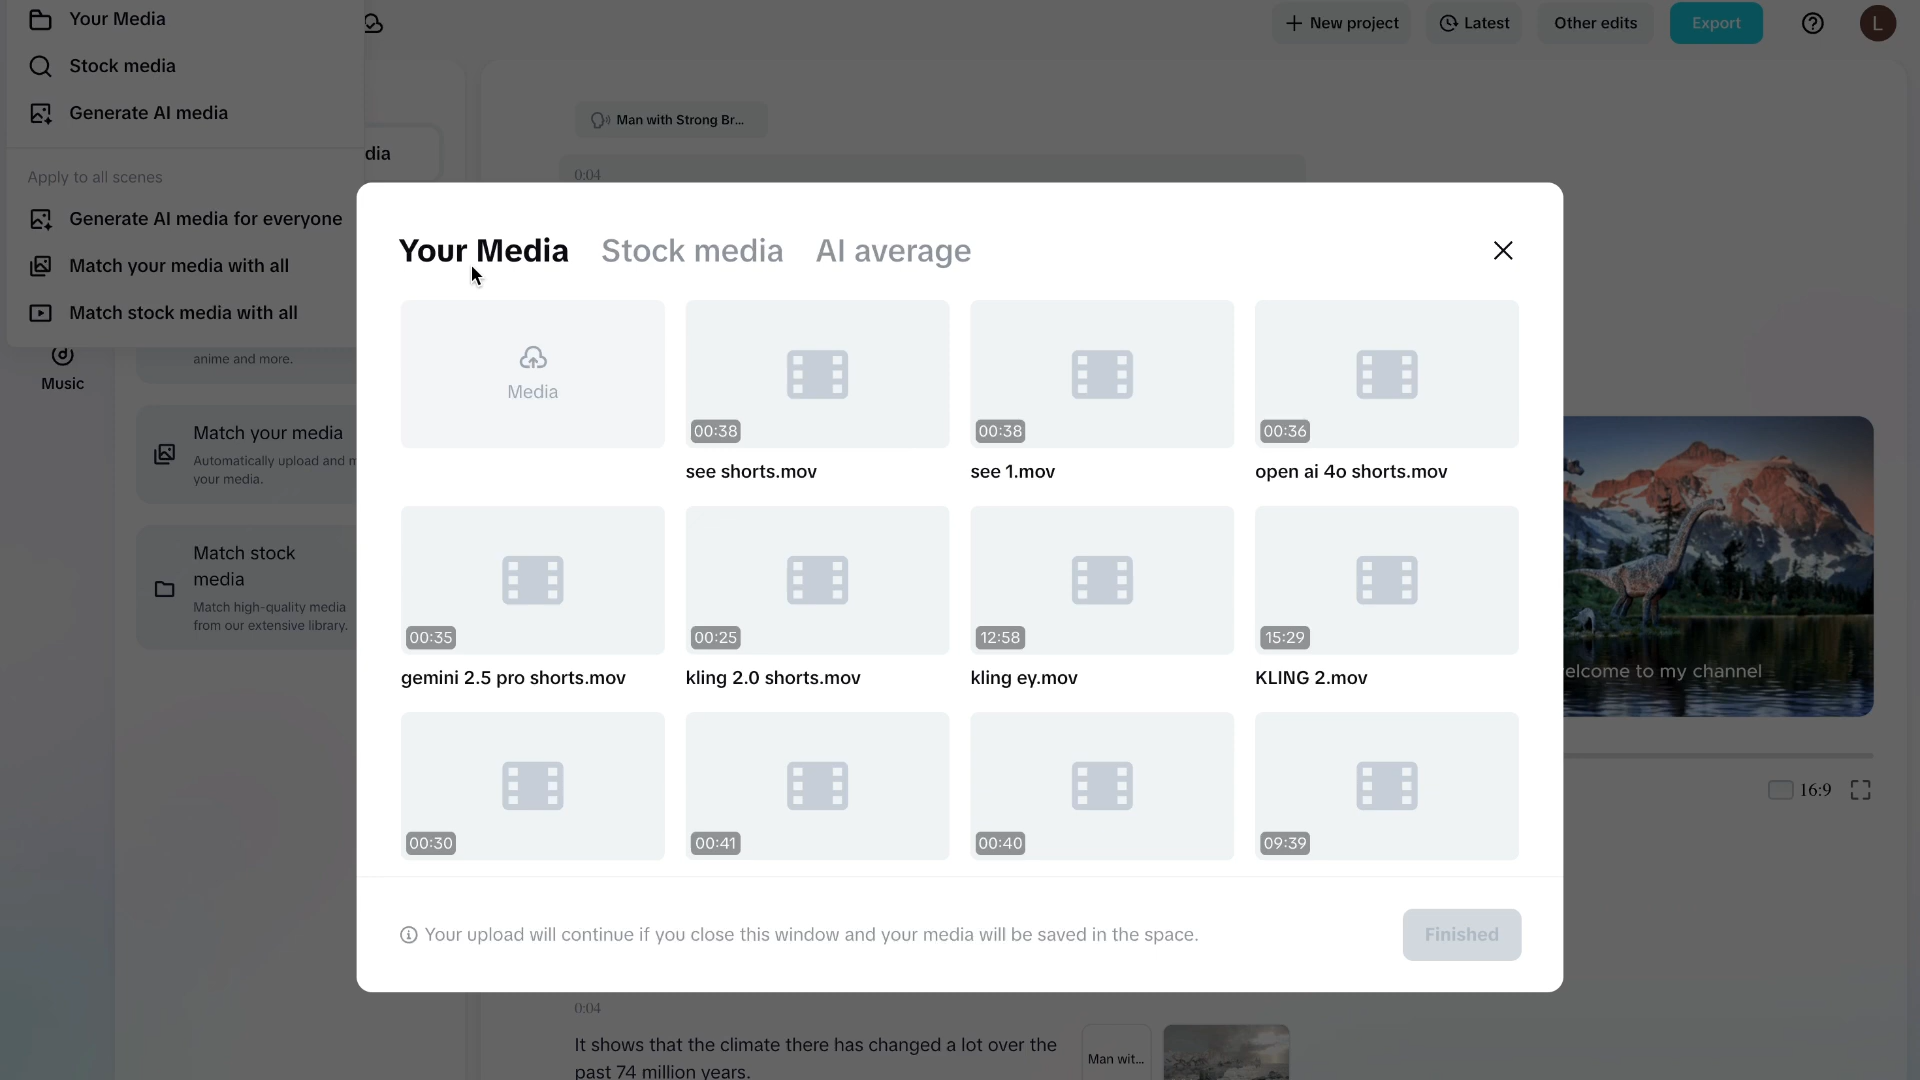 Your Media
Stock media
Generate AI media
Apply to all scenes
Generate AI media for everyone
Match your media with all
Match stock media with all
dia
New project
Latest
Other edits
Export
L
Man with Strong Br...
0:04
anime and more.
Music
Match your media
Automatically upload and m
your media.
Match stock
media
Match high-quality media
from our extensive library.
Your Media
Stock media
AI average
Media
00:38
see shorts.mov
00:38
see 1.mov
00:36
open ai 4o shorts.mov
00:35
gemini 2.5 pro shorts.mov
00:25
kling 2.0 shorts.mov
12:58
kling ey.mov
15:29
KLING 2.mov
00:30
00:41
00:40
09:39
Your upload will continue if you close this window and your media will be saved in the space.
Finished
elcome to my channel
16:9
0:04
It shows that the climate there has changed a lot over the
past 74 million years.
Man wit...